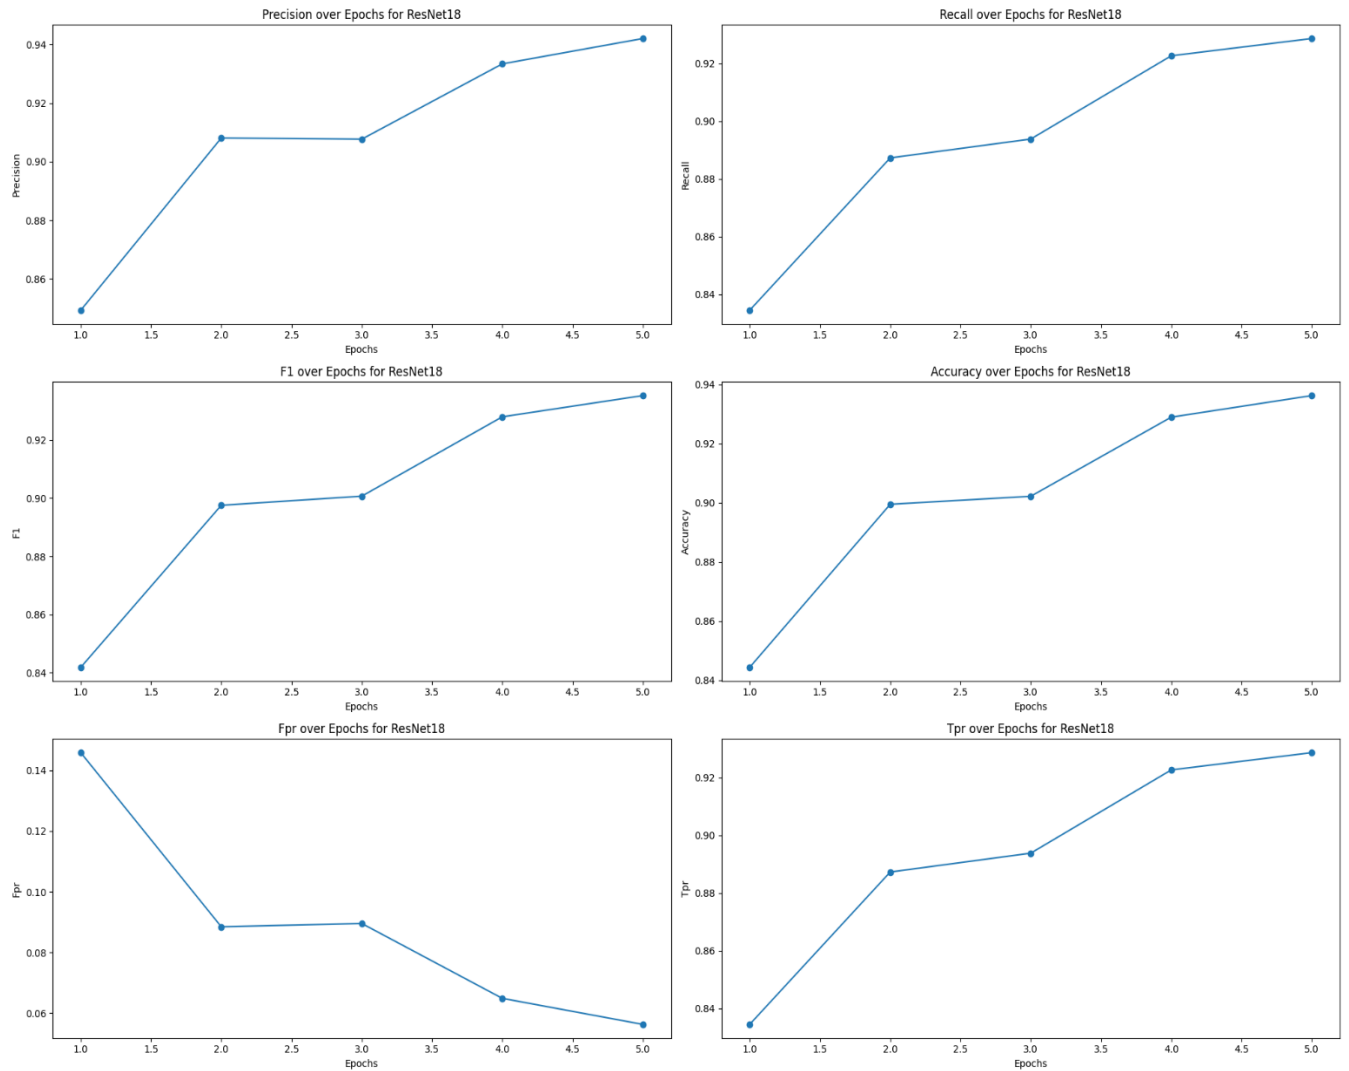 Precision over Epochs for ResNet18
Precision
0.94
0.92
0.90
0.88
0.86
1.0 1.5 2.0 2.5 3.0 3.5 4.0 4.5 5.0
Epochs
Recall over Epochs for ResNet18
Recall
0.92
0.90
0.88
0.86
0.84
1.0 1.5 2.0 2.5 3.0 3.5 4.0 4.5 5.0
Epochs
F1 over Epochs for ResNet18
F1
0.92
0.90
0.88
0.86
0.84
1.0 1.5 2.0 2.5 3.0 3.5 4.0 4.5 5.0
Epochs
Accuracy over Epochs for ResNet18
Accuracy
0.94
0.92
0.90
0.88
0.86
0.84
1.0 1.5 2.0 2.5 3.0 3.5 4.0 4.5 5.0
Epochs
Fpr over Epochs for ResNet18
Fpr
0.14
0.12
0.10
0.08
0.06
1.0 1.5 2.0 2.5 3.0 3.5 4.0 4.5 5.0
Epochs
Tpr over Epochs for ResNet18
Tpr
0.92
0.90
0.88
0.86
0.84
1.0 1.5 2.0 2.5 3.0 3.5 4.0 4.5 5.0
Epochs